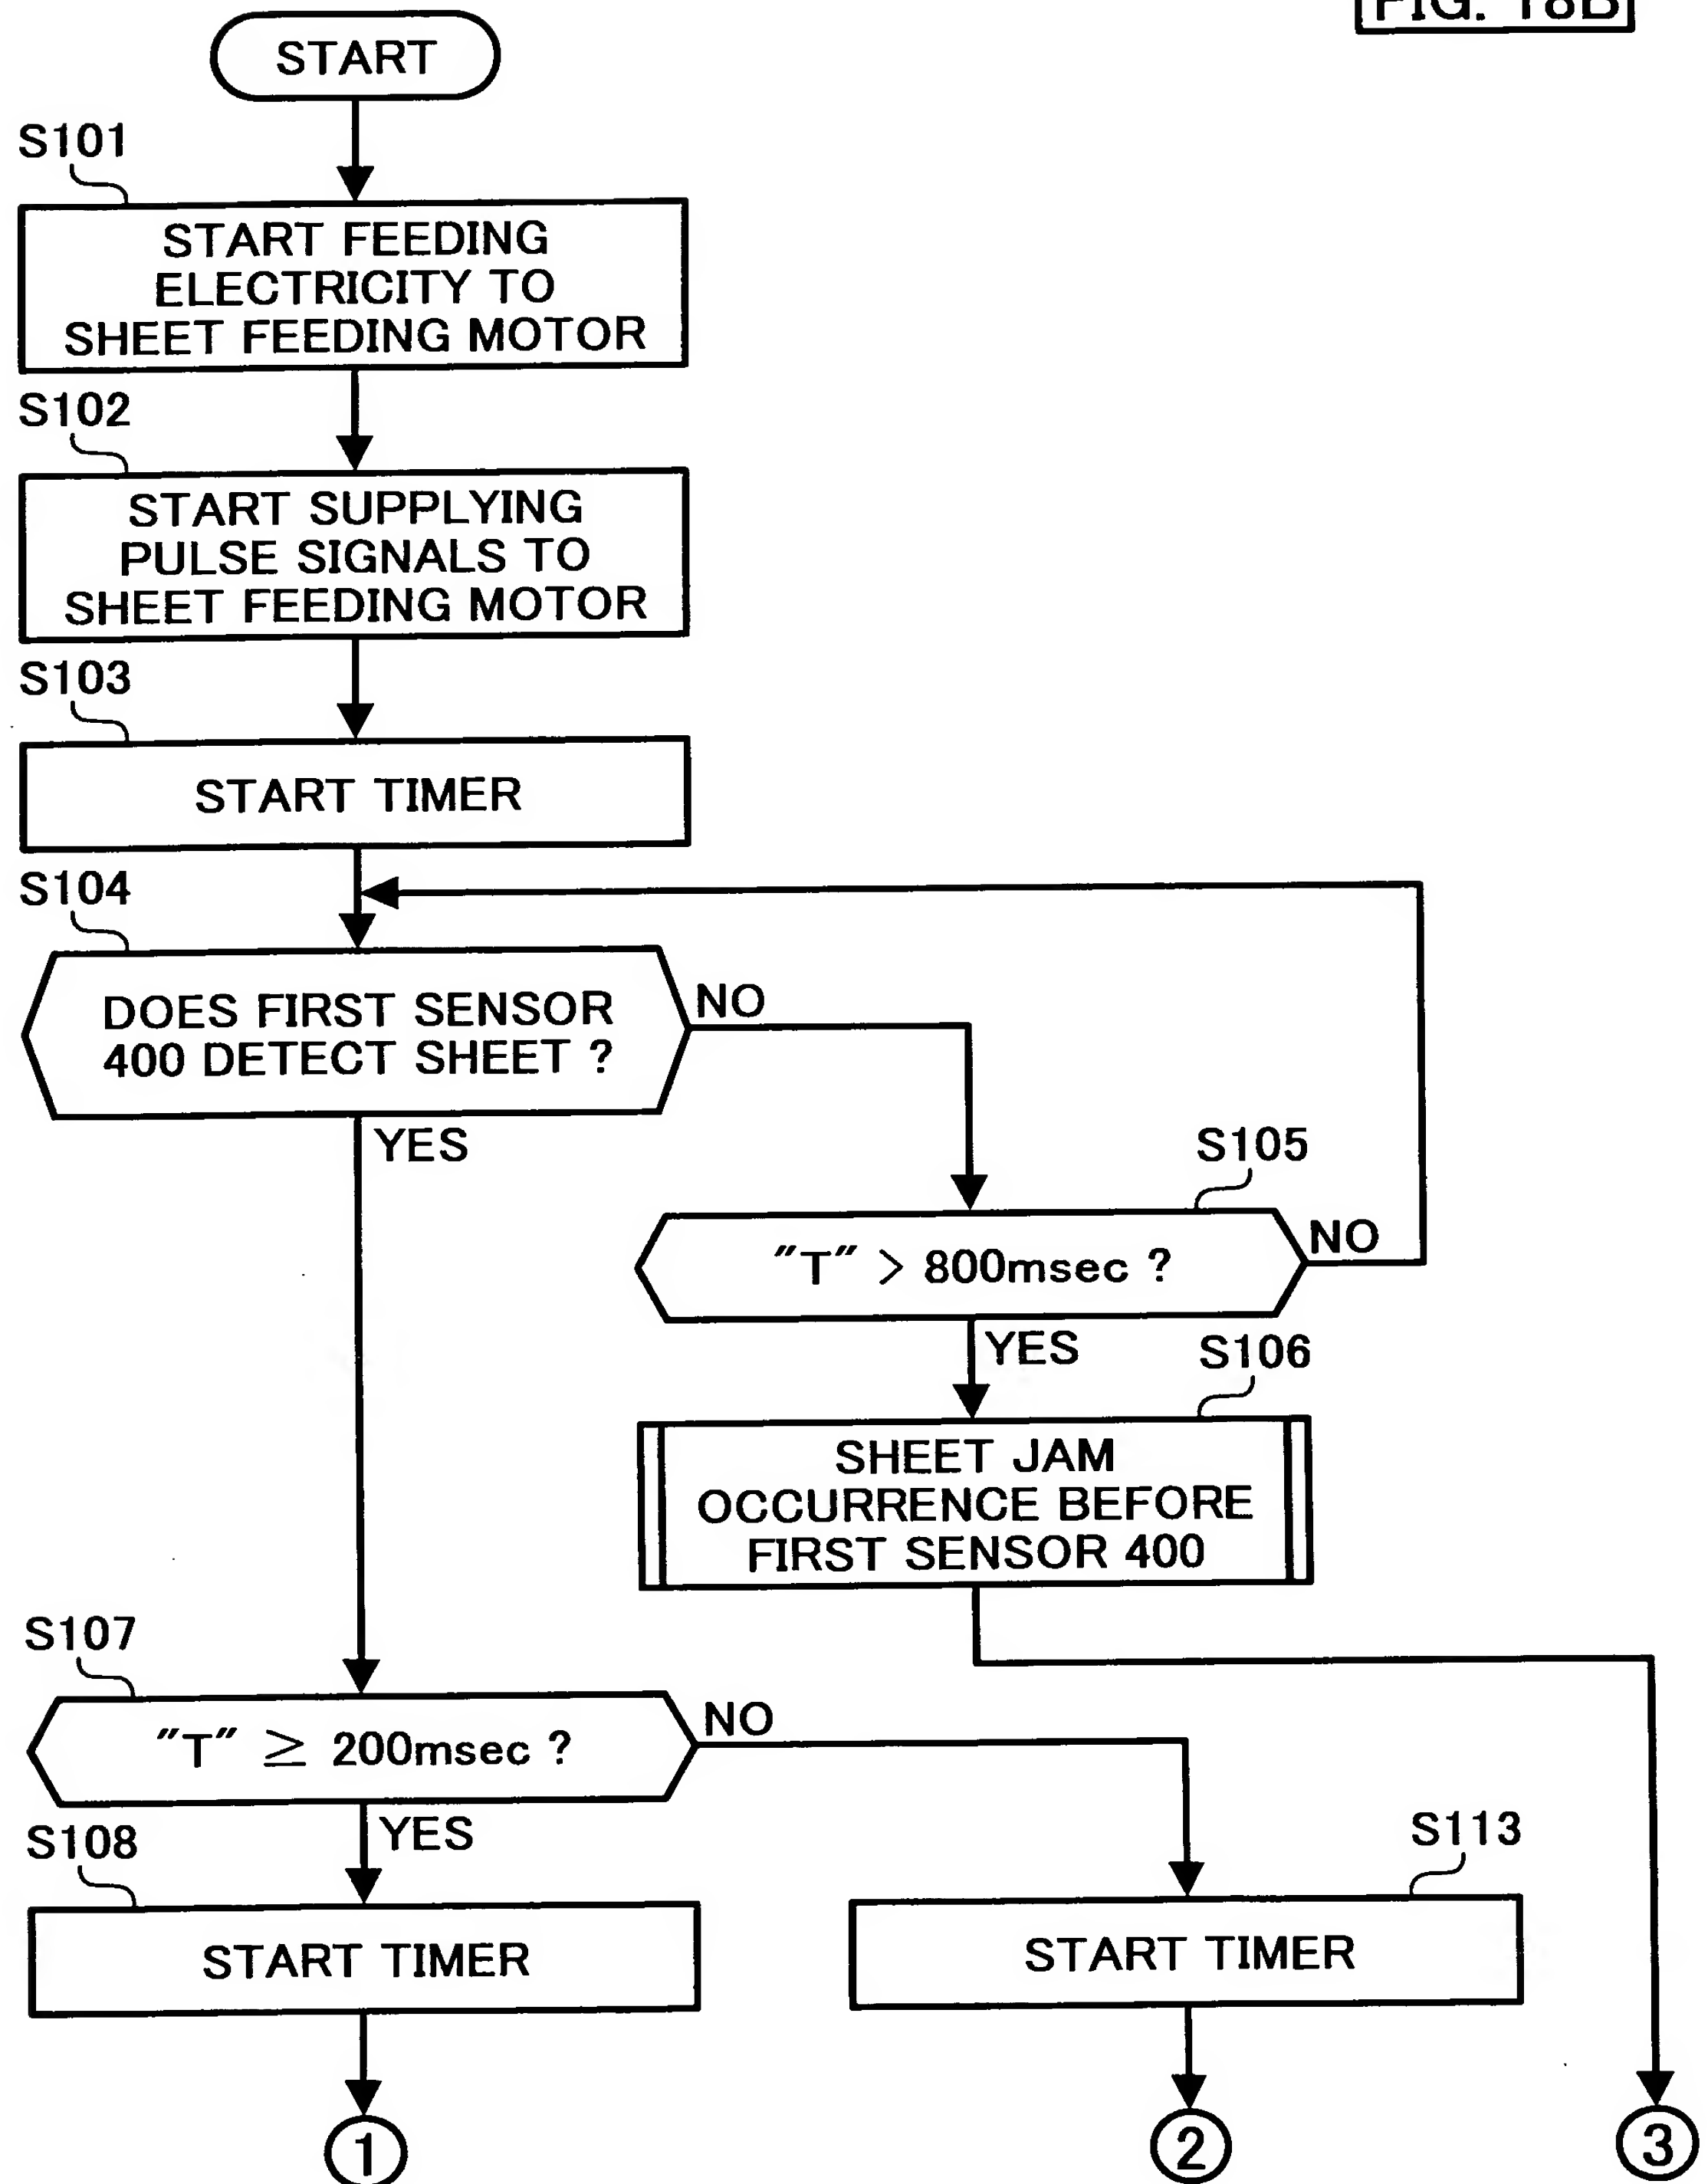 FIG. 18B
START
S101
START FEEDING
ELECTRICITY TO
SHEET FEEDING MOTOR
S102
START SUPPLYING
PULSE SIGNALS TO
SHEET FEEDING MOTOR
S103
START TIMER
S104
DOES FIRST SENSOR
400 DETECT SHEET ?
NO
YES
S105
"T" > 800msec ?
NO
YES
S106
SHEET JAM
OCCURRENCE BEFORE
FIRST SENSOR 400
S107
"T" ≥ 200msec ?
NO
YES
S108
START TIMER
S113
START TIMER
1
2
3